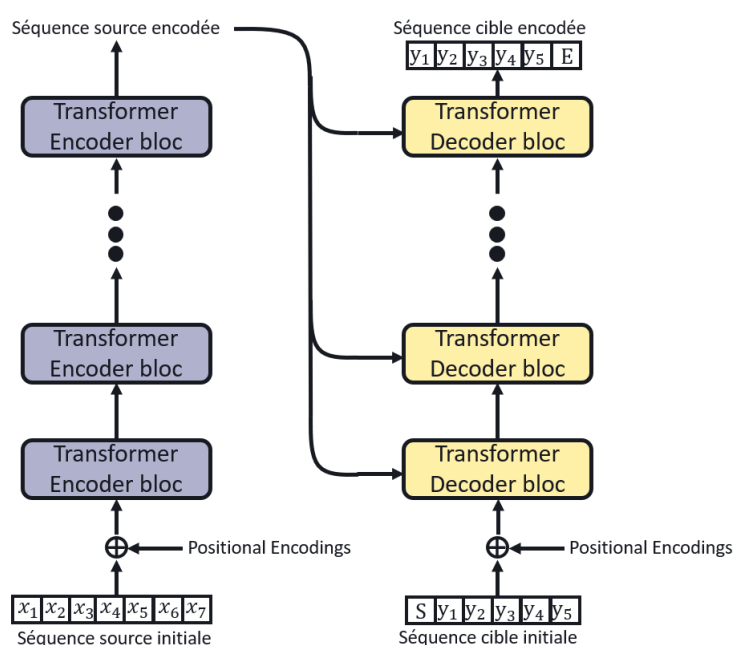 Séquence source encodée
Transformer
Encoder bloc
Transformer
Encoder bloc
Transformer
Encoder bloc
Positional Encodings
x₁ x₂ x₃ x₄ x₅ x₆ x₇
Séquence source initiale
Séquence cible encodée
y₁ y₂ y₃ y₄ y₅ E
Transformer
Decoder bloc
Transformer
Decoder bloc
Transformer
Decoder bloc
Positional Encodings
S y₁ y₂ y₃ y₄ y₅
Séquence cible initiale